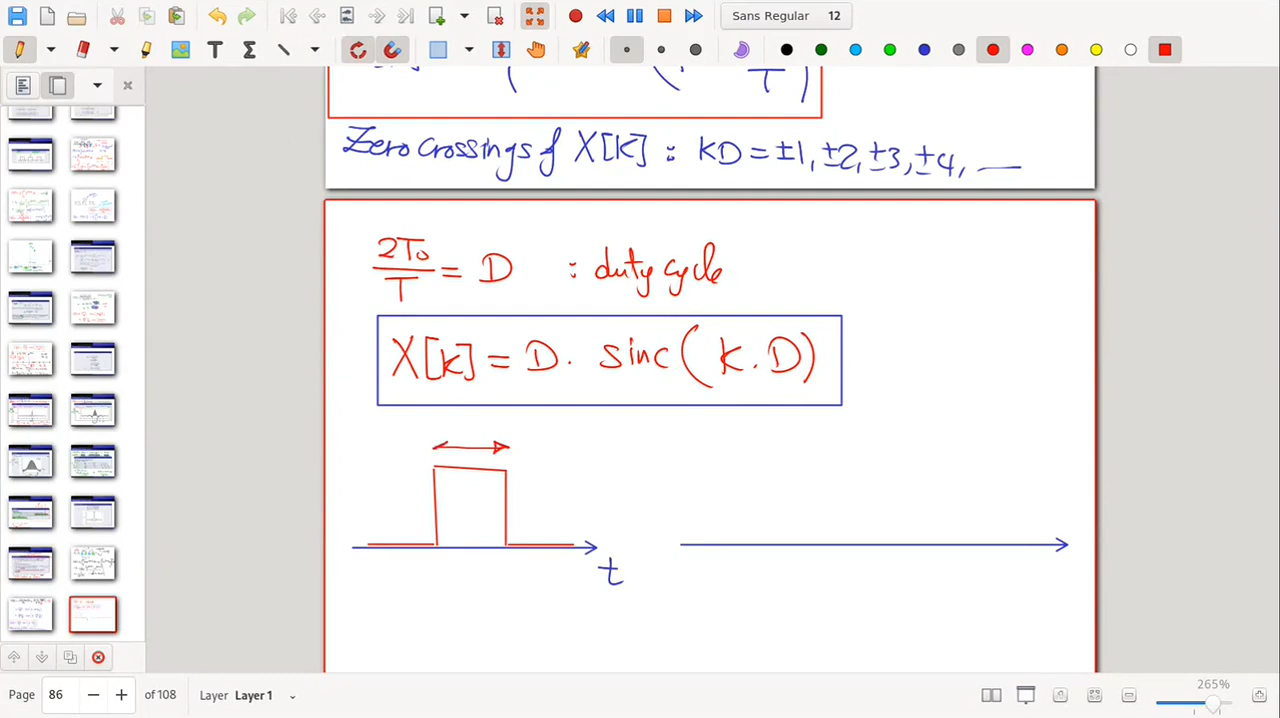 Sans Regular 12
T
Zero crossings of X[k] : KD = ±1, ±2, ±3, ±4, —
2T₀/T = D : duty cycle
X[k] = D . sinc(K.D)
t
Page 86 of 108 Layer Layer 1 265%